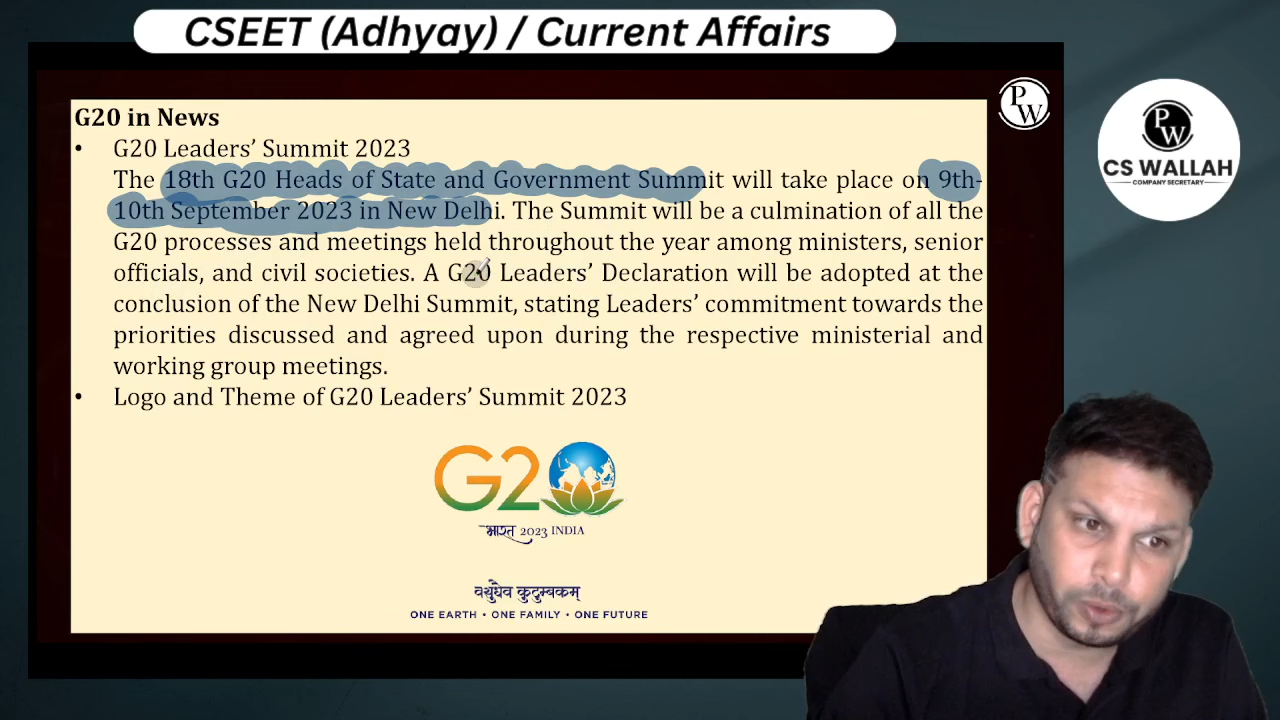 CSEET (Adhyay) / Current Affairs
PW
PW
CS WALLAH
COMPANY SECRETARY
G20 in News
• G20 Leaders’ Summit 2023
The 18th G20 Heads of State and Government Summit will take place on 9th-
10th September 2023 in New Delhi. The Summit will be a culmination of all the
G20 processes and meetings held throughout the year among ministers, senior
officials, and civil societies. A G20 Leaders’ Declaration will be adopted at the
conclusion of the New Delhi Summit, stating Leaders’ commitment towards the
priorities discussed and agreed upon during the respective ministerial and
working group meetings.
• Logo and Theme of G20 Leaders’ Summit 2023
G20
भारत 2023 INDIA
वसुधैव कुटुम्बकम्
ONE EARTH • ONE FAMILY • ONE FUTURE